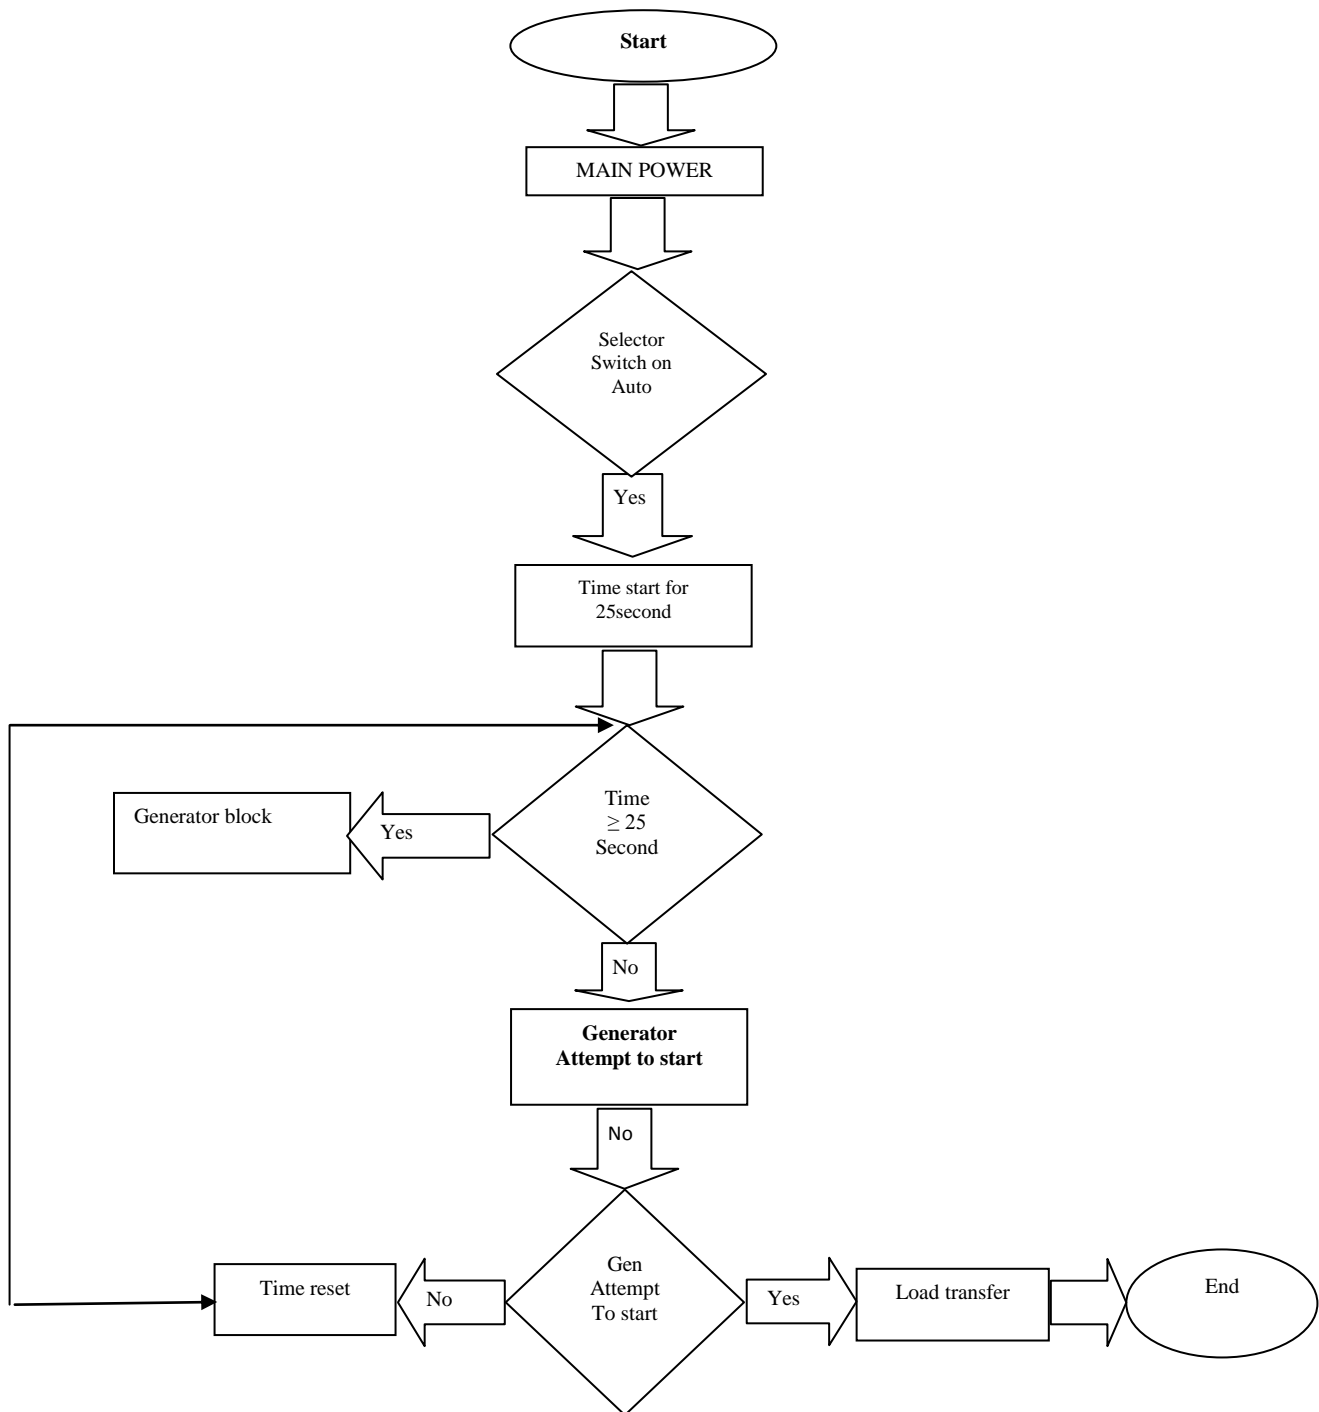 Start
MAIN POWER
Selector
Switch on
Auto
Yes
Time start for
25second
Time
≥ 25
Second
Yes
Generator block
No
Generator
Attempt to start
No
Gen
Attempt
To start
No
Time reset
Yes
Load transfer
End